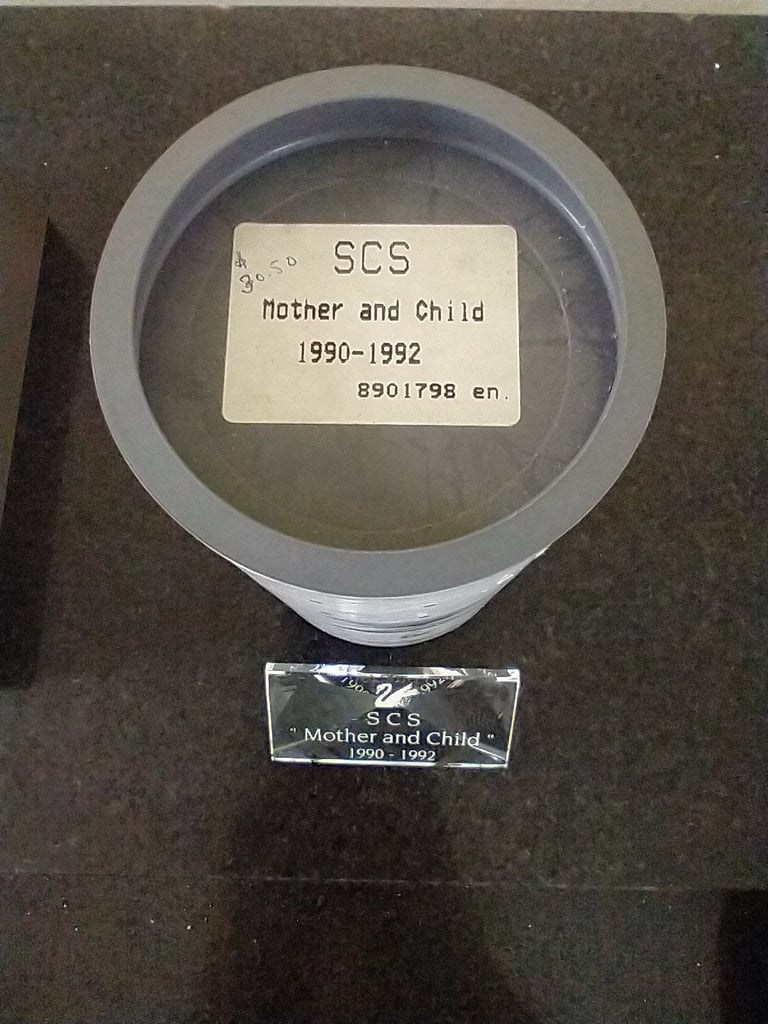 SCS
$
30.50
Mother and Child
1990-1992
8901798 en.
SCS
" Mother and Child "
1990 - 1992